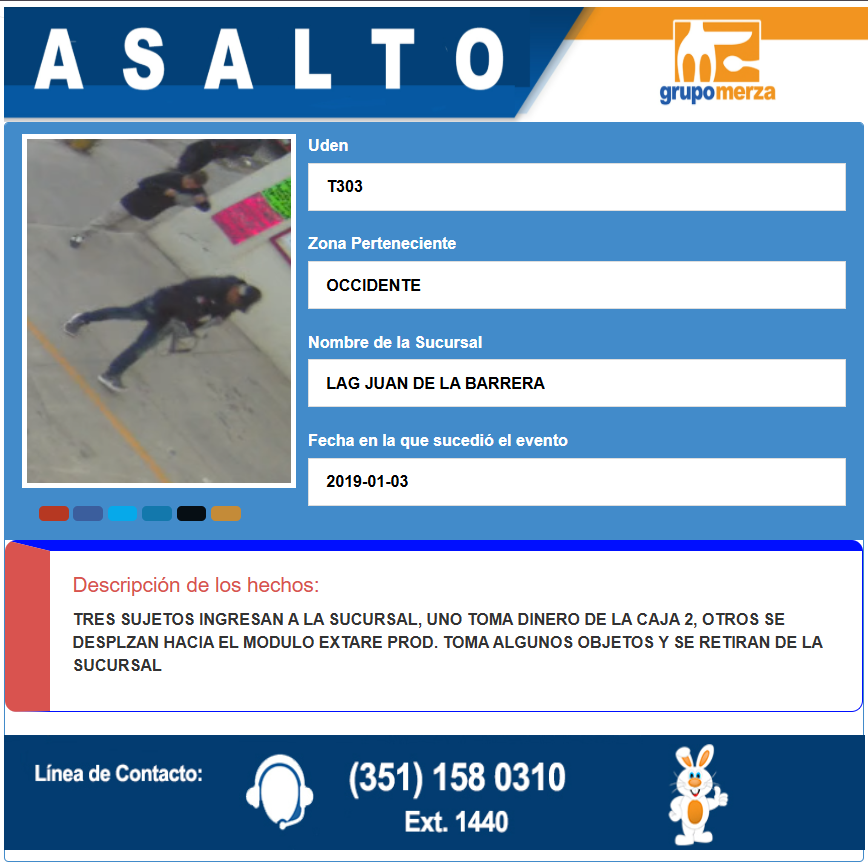 ASALTO
grupomerza
Uden
T303
Zona Perteneciente
OCCIDENTE
Nombre de la Sucursal
LAG JUAN DE LA BARRERA
Fecha en la que sucedió el evento
2019-01-03
Descripción de los hechos:
TRES SUJETOS INGRESAN A LA SUCURSAL, UNO TOMA DINERO DE LA CAJA 2, OTROS SE
DESPLZAN HACIA EL MODULO EXTARE PROD. TOMA ALGUNOS OBJETOS Y SE RETIRAN DE LA
SUCURSAL
Línea de Contacto:
(351) 158 0310
Ext. 1440